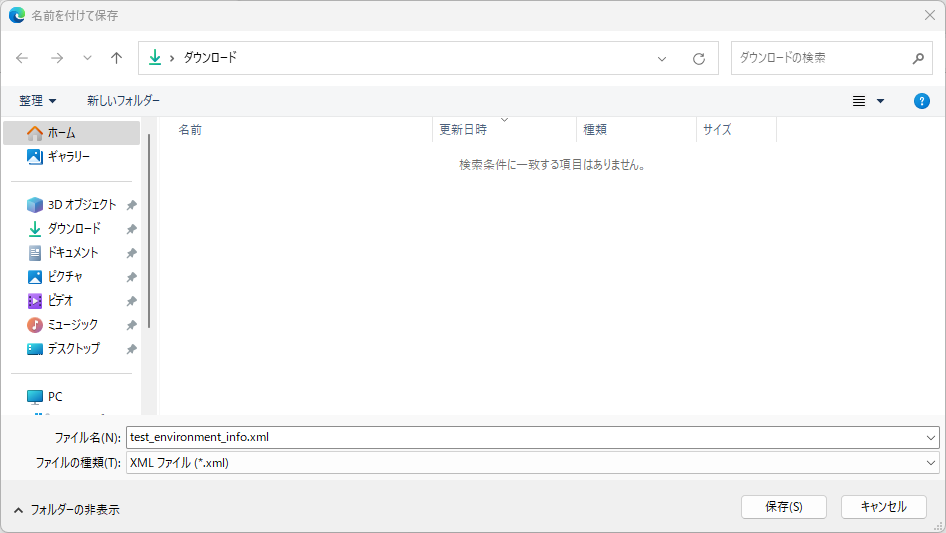 名前を付けて保存
ダウンロード
ダウンロードの検索
整理
新しいフォルダー
ホーム
ギャラリー
3D オブジェクト
ダウンロード
ドキュメント
ピクチャ
ビデオ
ミュージック
デスクトップ
PC
名前
更新日時
種類
サイズ
検索条件に一致する項目はありません。
ファイル名(N):
test_environment_info.xml
ファイルの種類(T):
XML ファイル (*.xml)
フォルダーの非表示
保存(S)
キャンセル